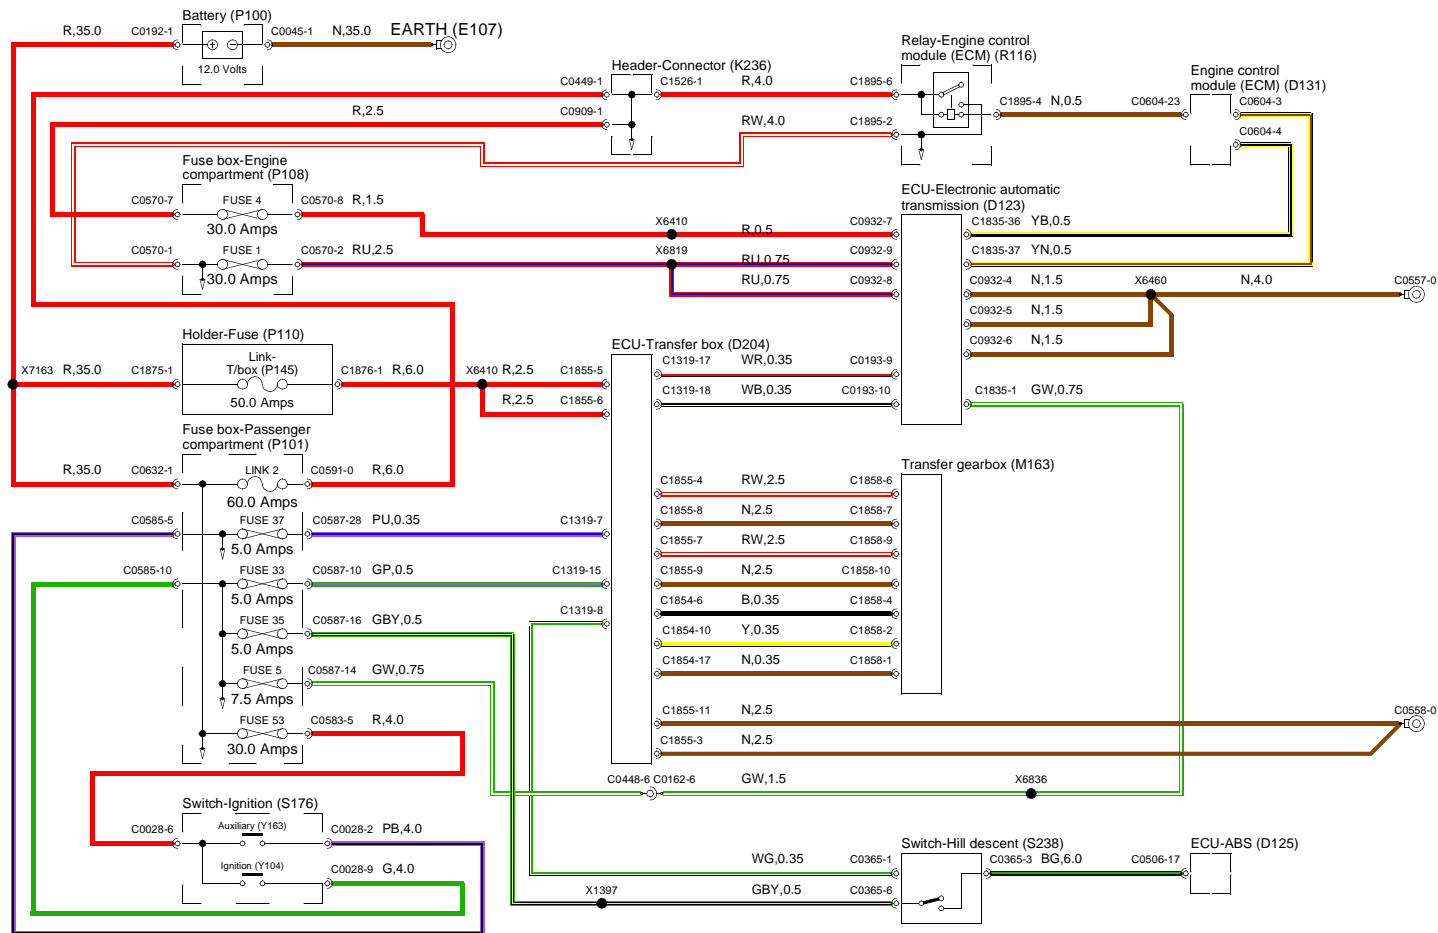 Battery (P100)
R,35.0 C0192-1 C0045-1 N,35.0 EARTH (E107)
12.0 Volts
Header-Connector (K236)
C0449-1 C1526-1 R,4.0 C1895-6
R,2.5 C0909-1
RW,4.0 C1895-2
Relay-Engine control
module (ECM) (R116)
C1895-4 N,0.5 C0604-23
Engine control
module (ECM) (D131)
C0604-3
C0604-4
Fuse box-Engine
compartment (P108)
C0570-7 FUSE 4 C0570-8 R,1.5
30.0 Amps
C0570-1 FUSE 1 C0570-2 RU,2.5
30.0 Amps
X6410 R,0.5 C0932-7
X6819 RU,0.75 C0932-9
RU,0.75 C0932-8
ECU-Electronic automatic
transmission (D123)
C1835-36 YB,0.5
C1835-37 YN,0.5
C0932-4 N,1.5 X6460 N,4.0 C0557-0
C0932-5 N,1.5
C0932-6 N,1.5
C1835-1 GW,0.75
Holder-Fuse (P110)
X7163 R,35.0 C1875-1 Link-
T/box (P145)
50.0 Amps
C1876-1 R,6.0 X6410 R,2.5 C1855-5
R,2.5 C1855-6
ECU-Transfer box (D204)
C1319-17 WR,0.35 C0193-9
C1319-18 WB,0.35 C0193-10
Fuse box-Passenger
compartment (P101)
R,35.0 C0632-1 LINK 2 C0591-0 R,6.0
60.0 Amps
C0585-5 FUSE 37 C0587-28 PU,0.35 C1319-7
5.0 Amps
C0585-10 FUSE 33 C0587-10 GP,0.5 C1319-15
5.0 Amps
FUSE 35 C0587-16 GBY,0.5 C1319-8
5.0 Amps
FUSE 5 C0587-14 GW,0.75
7.5 Amps
FUSE 53 C0583-5 R,4.0
30.0 Amps
Transfer gearbox (M163)
C1855-4 RW,2.5 C1858-6
C1855-8 N,2.5 C1858-7
C1855-7 RW,2.5 C1858-9
C1855-9 N,2.5 C1858-10
C1854-6 B,0.35 C1858-4
C1854-10 Y,0.35 C1858-2
C1854-17 N,0.35 C1858-1
C1855-11 N,2.5 C0558-0
C1855-3 N,2.5
C0448-6 C0162-6 GW,1.5 X6836
Switch-Ignition (S176)
C0028-6 Auxiliary (Y163) C0028-2 PB,4.0
Ignition (Y104) C0028-9 G,4.0
Switch-Hill descent (S238)
WG,0.35 C0365-1 C0365-3 BG,6.0 C0506-17
X1397 GBY,0.5 C0365-6
ECU-ABS (D125)